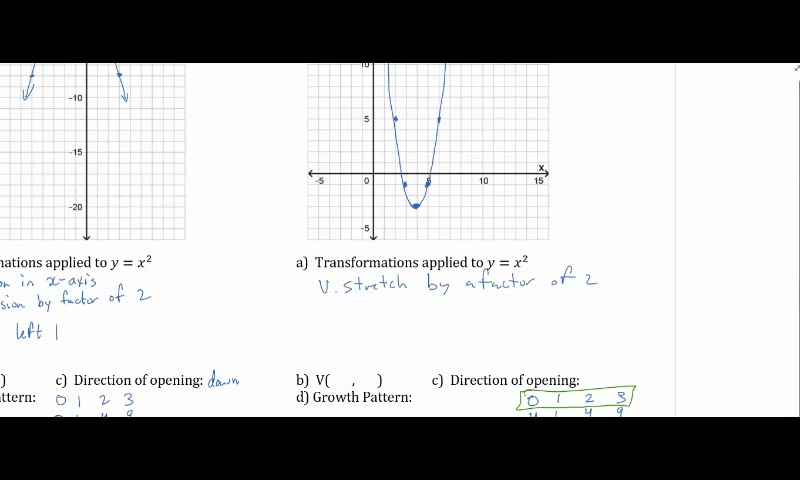 10
-10
5
x
-5
0
5
10
15
-15
-20
-5
nations applied to y = x²
on in x-axis
sion by factor of 2
left 1
a) Transformations applied to y = x²
V. stretch by a factor of 2
) c) Direction of opening: down
ttern: 0 1 2 3
b) V( , ) c) Direction of opening:
d) Growth Pattern: 0 1 2 3
4 9